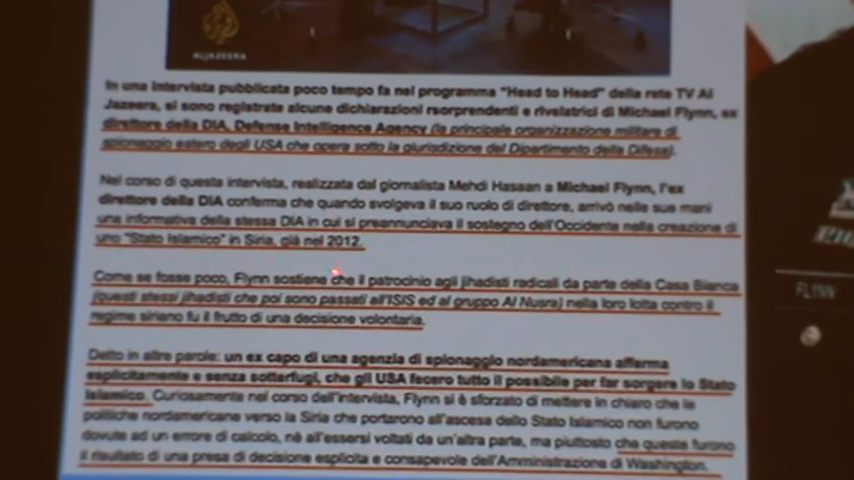 ALJAZEERA
In una intervista pubblicata poco tempo fa nel programma "Head to Head" della rete TV Al
Jazeera, si sono registrate alcune dichiarazioni rsorprendenti e rivelatrici di Michael Flynn, ex
direttore della DIA, Defense Intelligence Agency (la principale organizzazione militare di
spionaggio estero degli USA che opera sotto la giurisdizione del Dipartimento della Difesa).
Nel corso di questa intervista, realizzata dal giornalista Mehdi Hasaan a Michael Flynn, l'ex
direttore della DIA conferma che quando svolgeva il suo ruolo di direttore, arrivò nelle sue mani
una informativa della stessa DIA in cui si preannunciava il sostegno dell'Occidente nella creazione di
uno "Stato Islamico" in Siria, già nel 2012.
Come se fosse poco, Flynn sostiene che il patrocinio agli jihadisti radicali da parte della Casa Bianca
(questi stessi jihadisti che poi sono passati all'ISIS ed al gruppo Al Nusra) nella loro lotta contro il
regime siriano fu il frutto di una decisione volontaria.
Detto in altre parole: un ex capo di una agenzia di spionaggio nordamericana afferma
esplicitamente e senza sotterfugi, che gli USA fecero tutto il possibile per far sorgere lo Stato
Islamico. Curiosamente nel corso dell'intervista, Flynn si è sforzato di mettere in chiaro che le
politiche nordamericane verso la Siria che portarono all'ascesa dello Stato Islamico non furono
dovute ad un errore di calcolo, nè all'essersi voltati da un'altra parte, ma piuttosto che queste furono
il risultato di una presa di decisione esplicita e consapevole dell'Amministrazione di Washington.
FLYNN